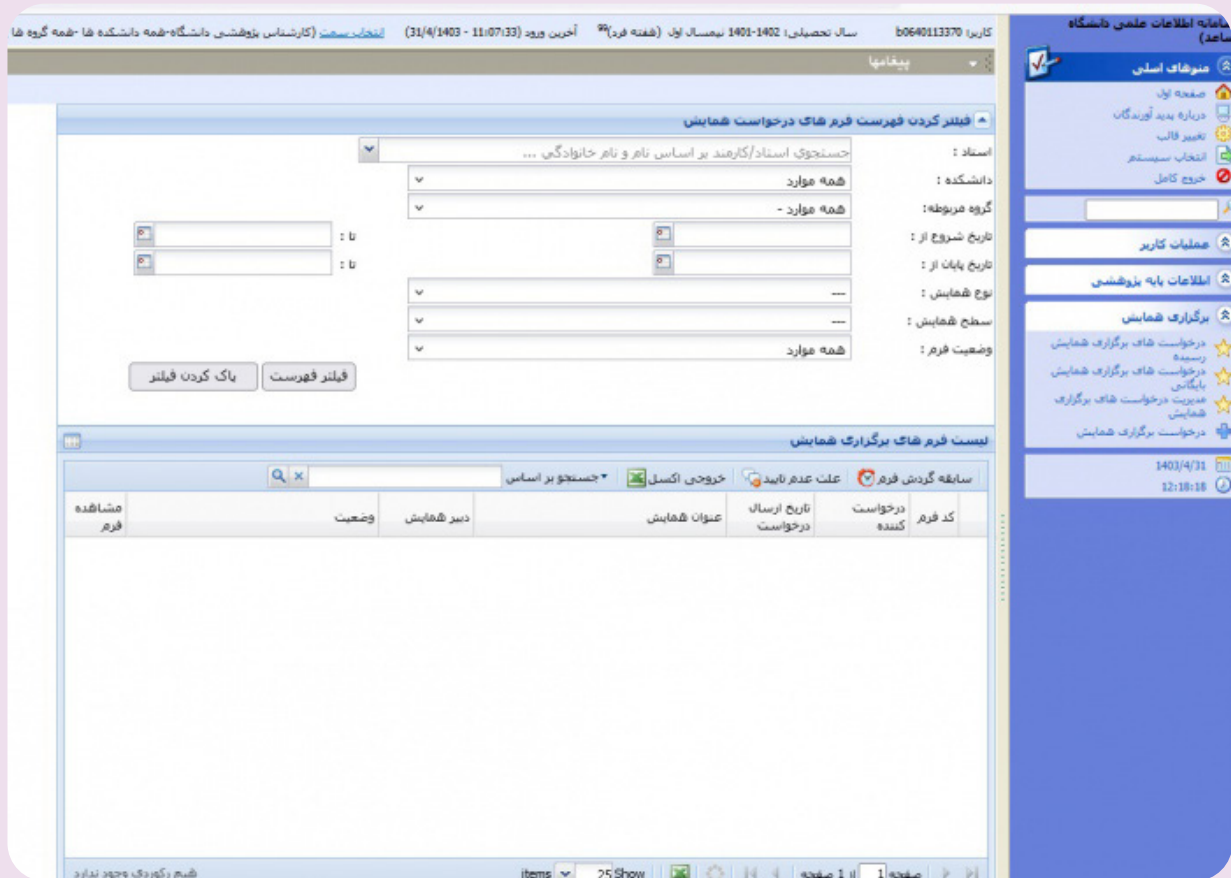 سامانه اطلاعات علمی دانشگاه
ساعد)
منوهای اصلی
صفحه اول
درباره پدید آورندگان
تغییر قالب
انتخاب سیستم
خروج کامل
عملیات کاربر
اطلاعات پایه پژوهشی
برگزاری همایش
درخواست های برگزاری همایش
رسیده
درخواست های برگزاری همایش
بایگانی
مدیریت درخواست های برگزاری
همایش
درخواست برگزاری همایش
1403/4/31
12:18:18
کاربر: b0640113370 سال تحصیلی: 1401-1402 نیمسال اول (هفته فرد)99 آخرین ورود (11:07:33 - 31/4/1403) انتخاب سمت (کارشناس پژوهشی دانشگاه-همه دانشکده ها -همه گروه ها
پیغامها
فیلتر کردن فهرست فرم های درخواست همایش
استاد : جستجوی استاد/کارمند بر اساس نام و نام خانوادگی ...
دانشکده : همه موارد
گروه مربوطه: همه موارد -
تاریخ شروع از : تا :
تاریخ پایان از : تا :
نوع همایش : ---
سطح همایش : ---
وضعیت فرم : همه موارد
فیلتر فهرست پاک کردن فیلتر
لیست فرم های برگزاری همایش
سابقه گردش فرم علت عدم تایید خروجی اکسل جستجو بر اساس
کد فرم درخواست کننده تاریخ ارسال درخواست عنوان همایش دبیر همایش وضعیت مشاهده فرم
صفحه 1 از 1 صفحه Show 25 items هیچ رکوردی وجود ندارد